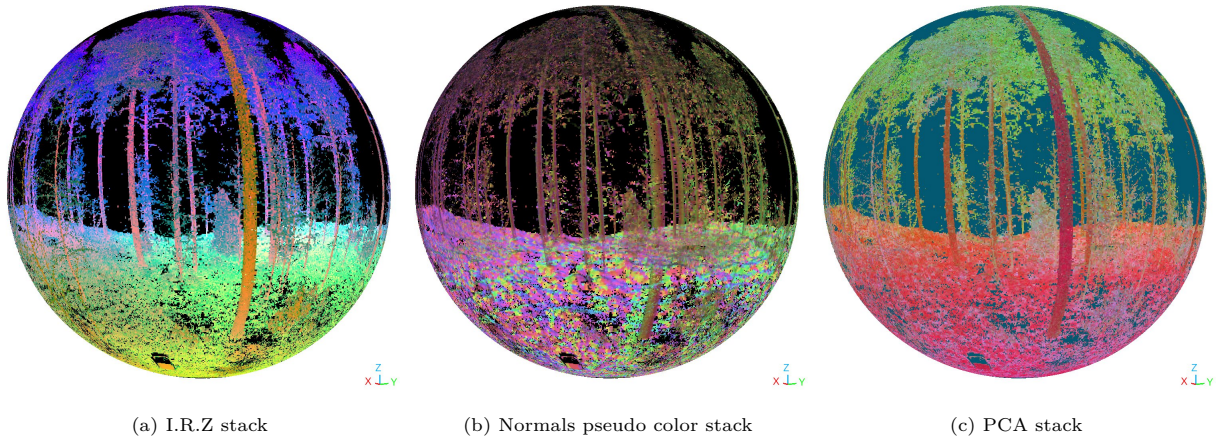 Z
X Y
Z
X Y
Z
X Y
(a) I.R.Z stack
(b) Normals pseudo color stack
(c) PCA stack